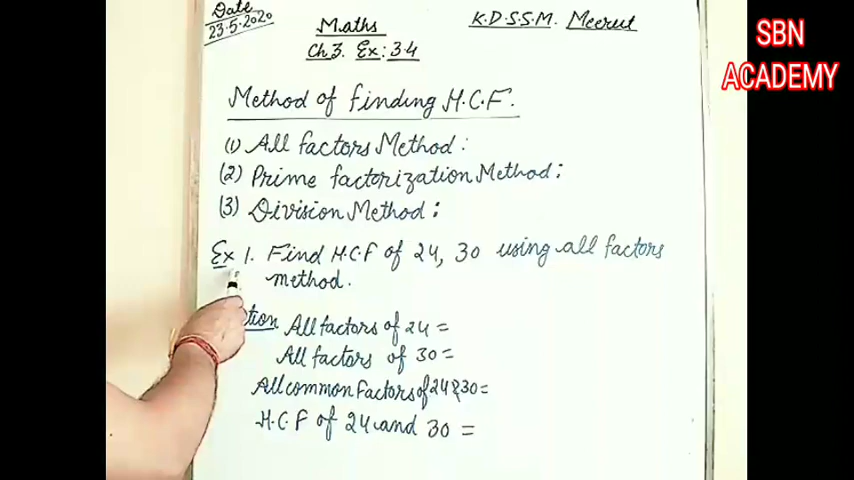 Date
23.5.2020
Maths
K.D.S.S.M. Meerut
Ch 3. Ex: 3.4
SBN
ACADEMY
Method of finding H.C.F.
(1) All factors Method:
(2) Prime factorization Method:
(3) Division Method:
Ex 1. Find H.C.F of 24, 30 using all factors
method.
All factors of 24 =
All factors of 30 =
All common Factors of 24 & 30 =
H.C.F of 24 and 30 =